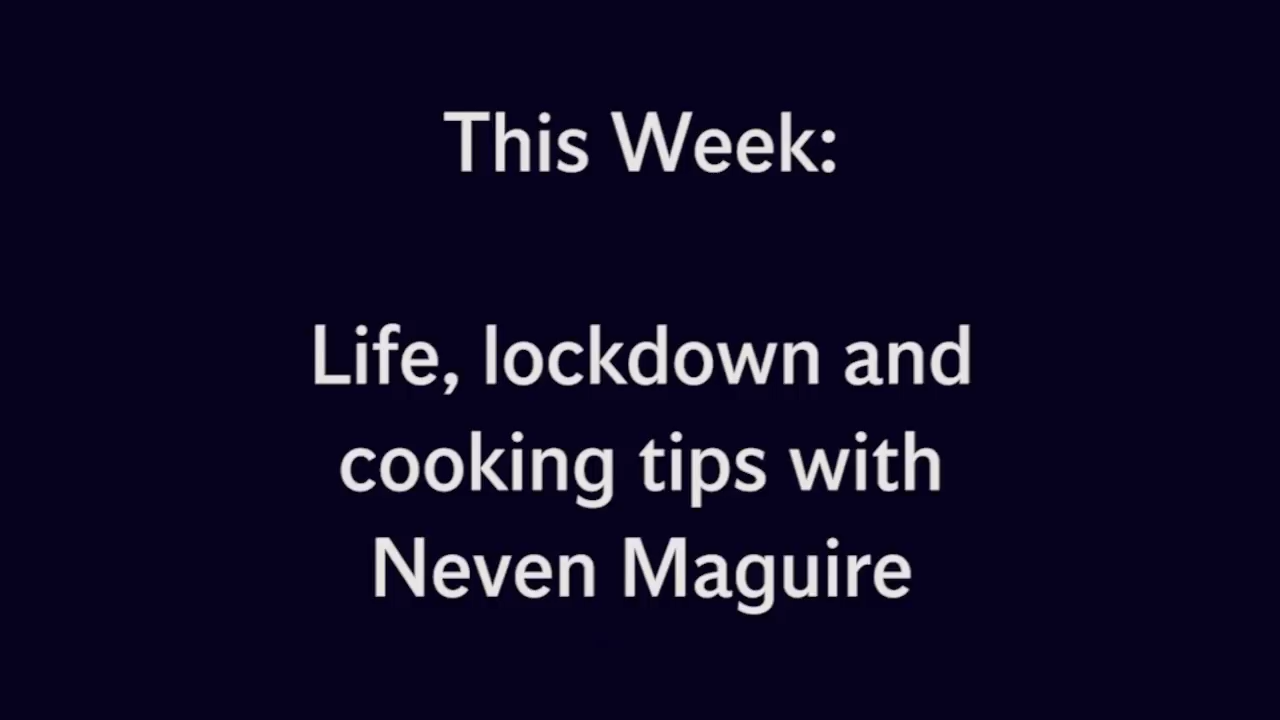 This Week:
Life, lockdown and
cooking tips with
Neven Maguire